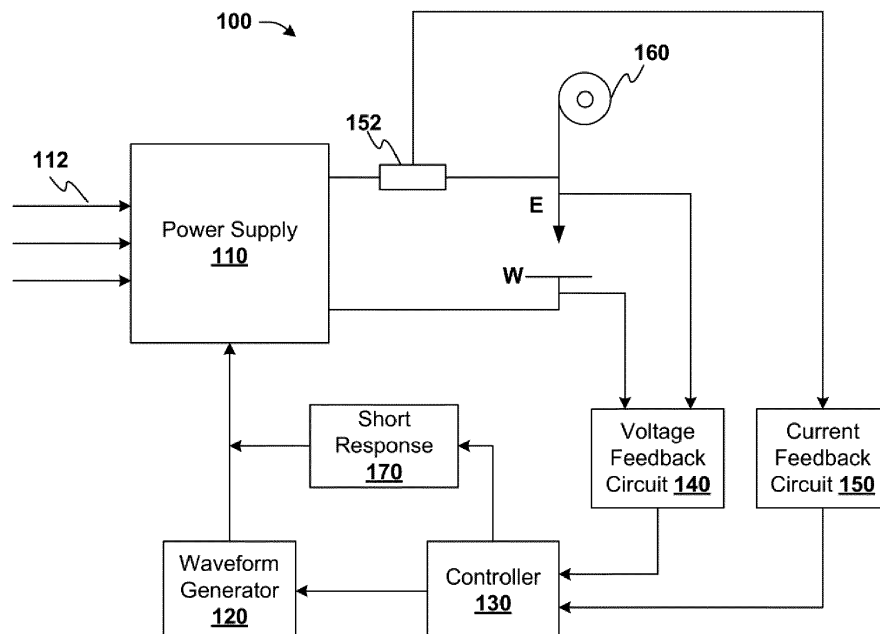 100
160
152
112
Power Supply
110
E
W
Short
Response
170
Voltage
Feedback
Circuit 140
Current
Feedback
Circuit 150
Waveform
Generator
120
Controller
130